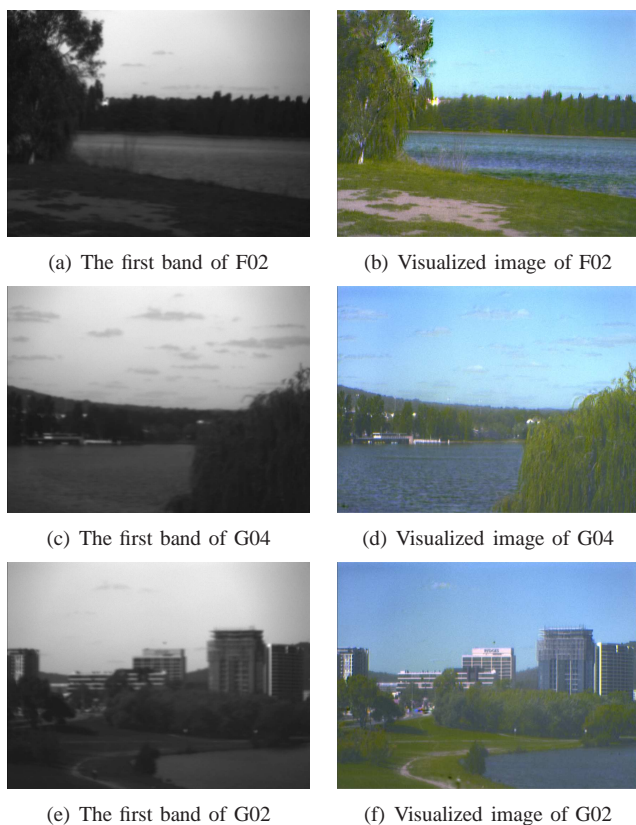 (a) The first band of F02
(b) Visualized image of F02
(c) The first band of G04
(d) Visualized image of G04
(e) The first band of G02
(f) Visualized image of G02